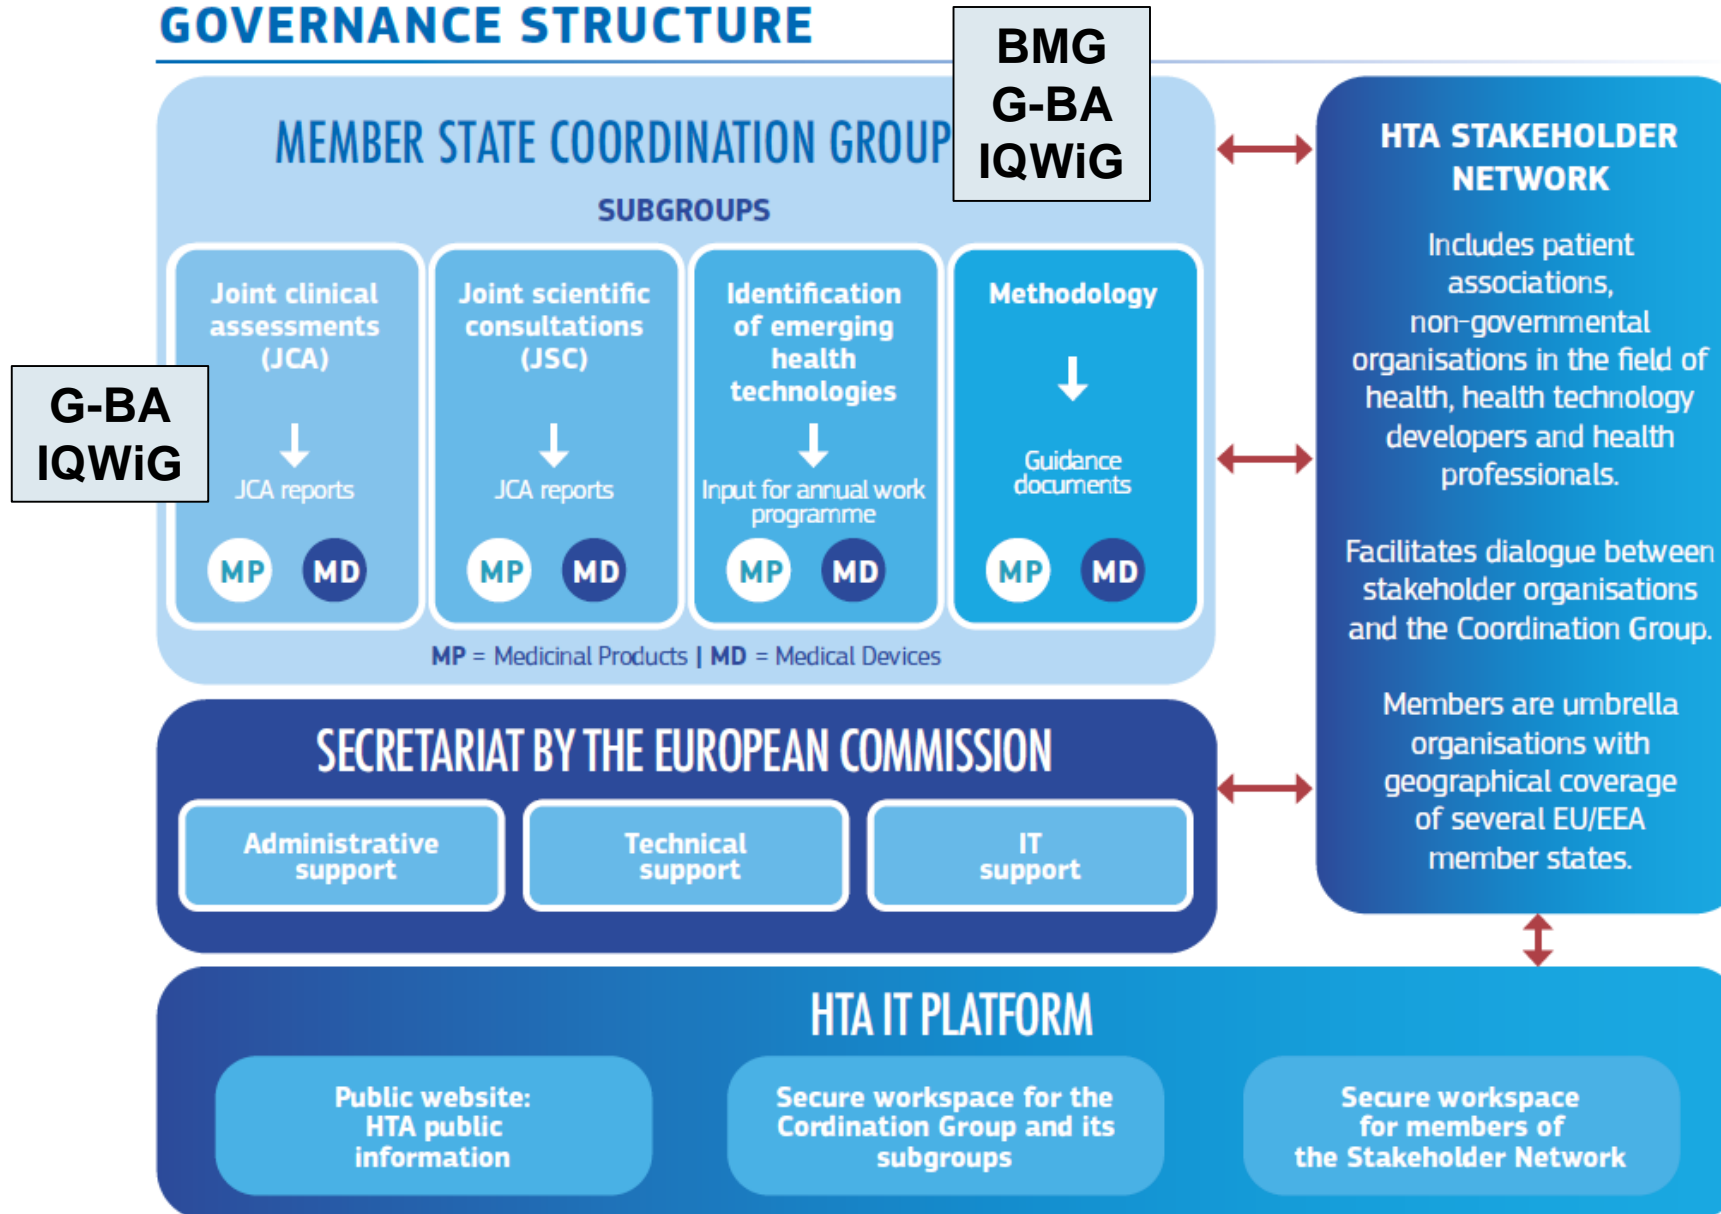 GOVERNANCE STRUCTURE
BMG
G-BA
IQWiG
MEMBER STATE COORDINATION GROUP
SUBGROUPS
Joint clinical
assessments
(JCA)
JCA reports
MP MD
G-BA
IQWiG
Joint scientific
consultations
(JSC)
JCA reports
MP MD
Identification
of emerging
health
technologies
Input for annual work
programme
MP MD
Methodology
Guidance
documents
MP MD
MP = Medicinal Products | MD = Medical Devices
HTA STAKEHOLDER
NETWORK
Includes patient
associations,
non-governmental
organisations in the field of
health, health technology
developers and health
professionals.
Facilitates dialogue between
stakeholder organisations
and the Coordination Group.
Members are umbrella
organisations with
geographical coverage
of several EU/EEA
member states.
SECRETARIAT BY THE EUROPEAN COMMISSION
Administrative
support
Technical
support
IT
support
HTA IT PLATFORM
Public website:
HTA public
information
Secure workspace for the
Cordination Group and its
subgroups
Secure workspace
for members of
the Stakeholder Network